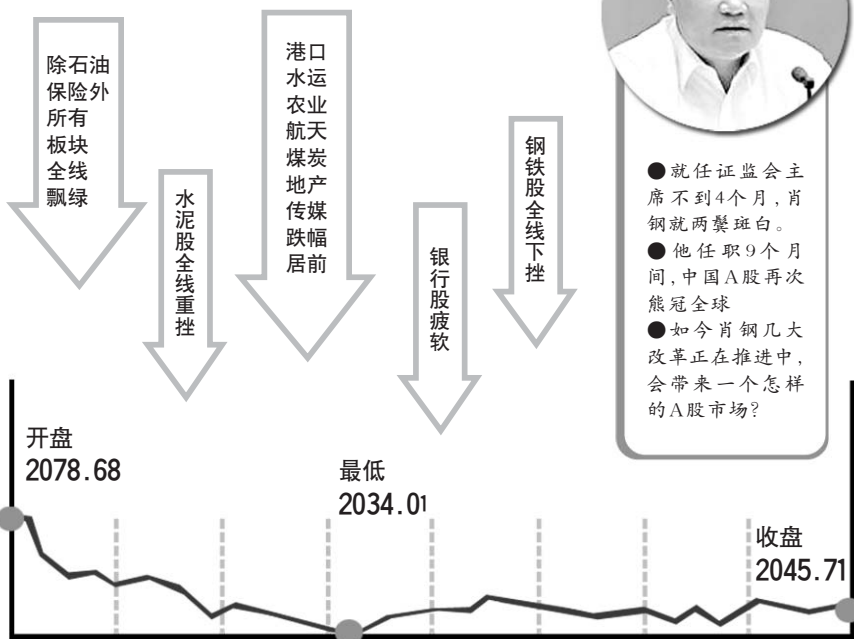 除石油
保险外
所有
板块
全线
飘绿
水泥股全线重挫
港口
水运
农业
航天
煤炭
地产
传媒
跌幅
居前
银行股疲软
钢铁股全线下挫
●就任证监会主
席不到4个月,肖
钢就两鬓斑白。
●他任职9个月
间,中国A股再次
熊冠全球
●如今肖钢几大
改革正在推进中,
会带来一个怎样
的A股市场?
开盘
2078.68
最低
2034.01
收盘
2045.71